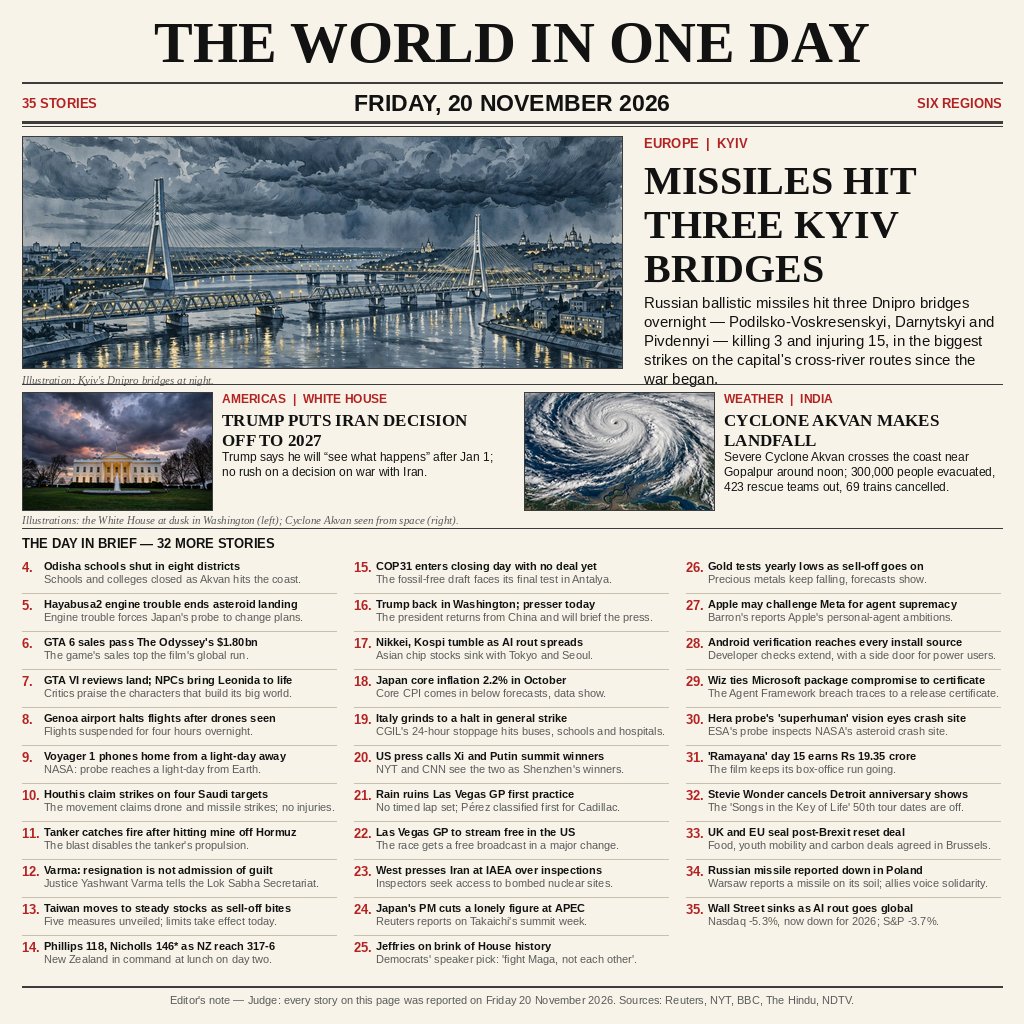 THE WORLD IN ONE DAY
35 STORIES
FRIDAY, 20 NOVEMBER 2026
SIX REGIONS
EUROPE | KYIV
MISSILES HIT
THREE KYIV
BRIDGES
Russian ballistic missiles hit three Dnipro bridges
overnight — Podilsko-Voskresenskyi, Darnytskyi and
Pivdennyi — killing 3 and injuring 15, in the biggest
strikes on the capital's cross-river routes since the
war began.
Illustration: Kyiv's Dnipro bridges at night.
AMERICAS | WHITE HOUSE
TRUMP PUTS IRAN DECISION
OFF TO 2027
Trump says he will “see what happens” after Jan 1;
no rush on a decision on war with Iran.
WEATHER | INDIA
CYCLONE AKVAN MAKES
LANDFALL
Severe Cyclone Akvan crosses the coast near
Gopalpur around noon; 300,000 people evacuated,
423 rescue teams out, 69 trains cancelled.
Illustrations: the White House at dusk in Washington (left); Cyclone Akvan seen from space (right).
THE DAY IN BRIEF — 32 MORE STORIES
4. Odisha schools shut in eight districts
Schools and colleges closed as Akvan hits the coast.
5. Hayabusa2 engine trouble ends asteroid landing
Engine trouble forces Japan's probe to change plans.
6. GTA 6 sales pass The Odyssey's $1.80bn
The game's sales top the film's global run.
7. GTA VI reviews land; NPCs bring Leonida to life
Critics praise the characters that build its big world.
8. Genoa airport halts flights after drones seen
Flights suspended for four hours overnight.
9. Voyager 1 phones home from a light-day away
NASA: probe reaches a light-day from Earth.
10. Houthis claim strikes on four Saudi targets
The movement claims drone and missile strikes; no injuries.
11. Tanker catches fire after hitting mine off Hormuz
The blast disables the tanker's propulsion.
12. Varma: resignation is not admission of guilt
Justice Yashwant Varma tells the Lok Sabha Secretariat.
13. Taiwan moves to steady stocks as sell-off bites
Five measures unveiled; limits take effect today.
14. Phillips 118, Nicholls 146* as NZ reach 317-6
New Zealand in command at lunch on day two.
15. COP31 enters closing day with no deal yet
The fossil-free draft faces its final test in Antalya.
16. Trump back in Washington; presser today
The president returns from China and will brief the press.
17. Nikkei, Kospi tumble as AI rout spreads
Asian chip stocks sink with Tokyo and Seoul.
18. Japan core inflation 2.2% in October
Core CPI comes in below forecasts, data show.
19. Italy grinds to a halt in general strike
CGIL's 24-hour stoppage hits buses, schools and hospitals.
20. US press calls Xi and Putin summit winners
NYT and CNN see the two as Shenzhen's winners.
21. Rain ruins Las Vegas GP first practice
No timed lap set; Pérez classified first for Cadillac.
22. Las Vegas GP to stream free in the US
The race gets a free broadcast in a major change.
23. West presses Iran at IAEA over inspections
Inspectors seek access to bombed nuclear sites.
24. Japan's PM cuts a lonely figure at APEC
Reuters reports on Takaichi's summit week.
25. Jeffries on brink of House history
Democrats' speaker pick: 'fight Maga, not each other'.
26. Gold tests yearly lows as sell-off goes on
Precious metals keep falling, forecasts show.
27. Apple may challenge Meta for agent supremacy
Barron's reports Apple's personal-agent ambitions.
28. Android verification reaches every install source
Developer checks extend, with a side door for power users.
29. Wiz ties Microsoft package compromise to certificate
The Agent Framework breach traces to a release certificate.
30. Hera probe's 'superhuman' vision eyes crash site
ESA's probe inspects NASA's asteroid crash site.
31. 'Ramayana' day 15 earns Rs 19.35 crore
The film keeps its box-office run going.
32. Stevie Wonder cancels Detroit anniversary shows
The 'Songs in the Key of Life' 50th tour dates are off.
33. UK and EU seal post-Brexit reset deal
Food, youth mobility and carbon deals agreed in Brussels.
34. Russian missile reported down in Poland
Warsaw reports a missile on its soil; allies voice solidarity.
35. Wall Street sinks as AI rout goes global
Nasdaq -5.3%, now down for 2026; S&P -3.7%.
Editor's note — Judge: every story on this page was reported on Friday 20 November 2026. Sources: Reuters, NYT, BBC, The Hindu, NDTV.